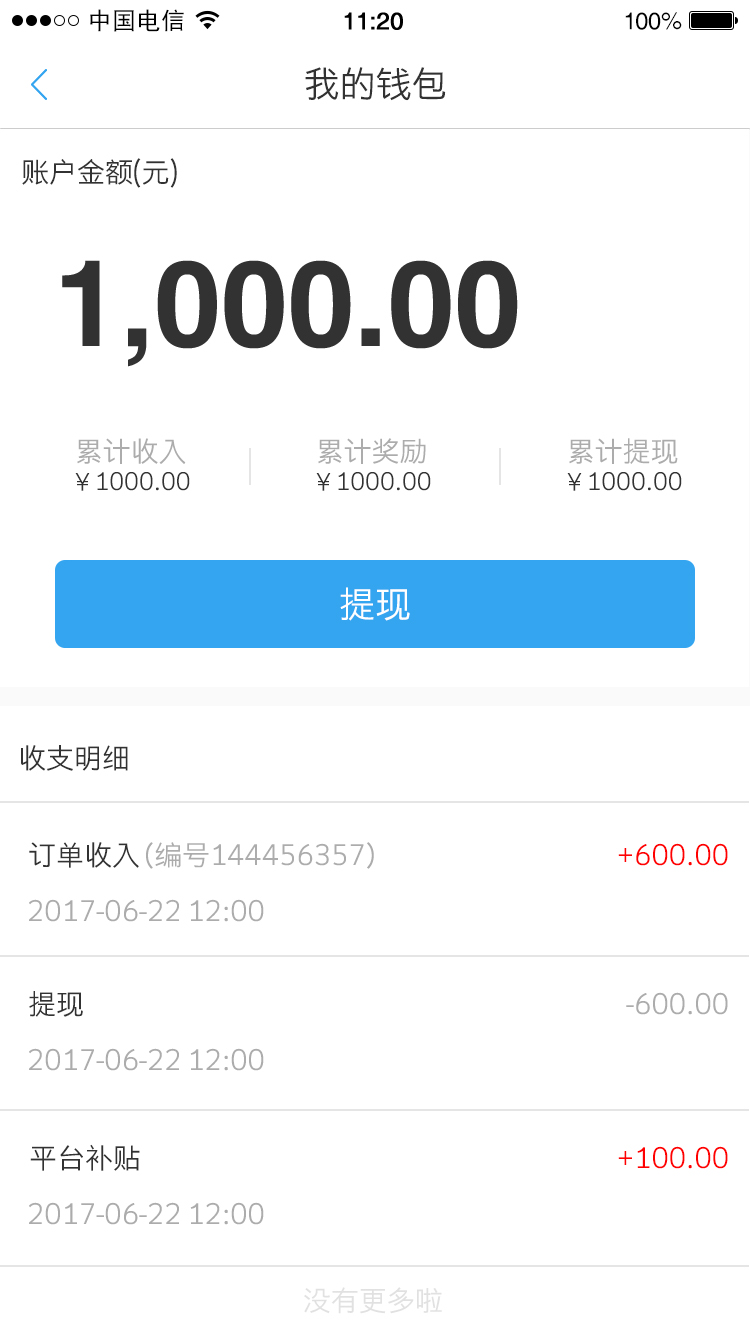 中国电信 11:20 100%
我的钱包
账户金额(元)
1,000.00
累计收入 累计奖励 累计提现
¥1000.00 ¥1000.00 ¥1000.00
提现
收支明细
订单收入(编号144456357) +600.00
2017-06-22 12:00
提现 -600.00
2017-06-22 12:00
平台补贴 +100.00
2017-06-22 12:00
没有更多啦